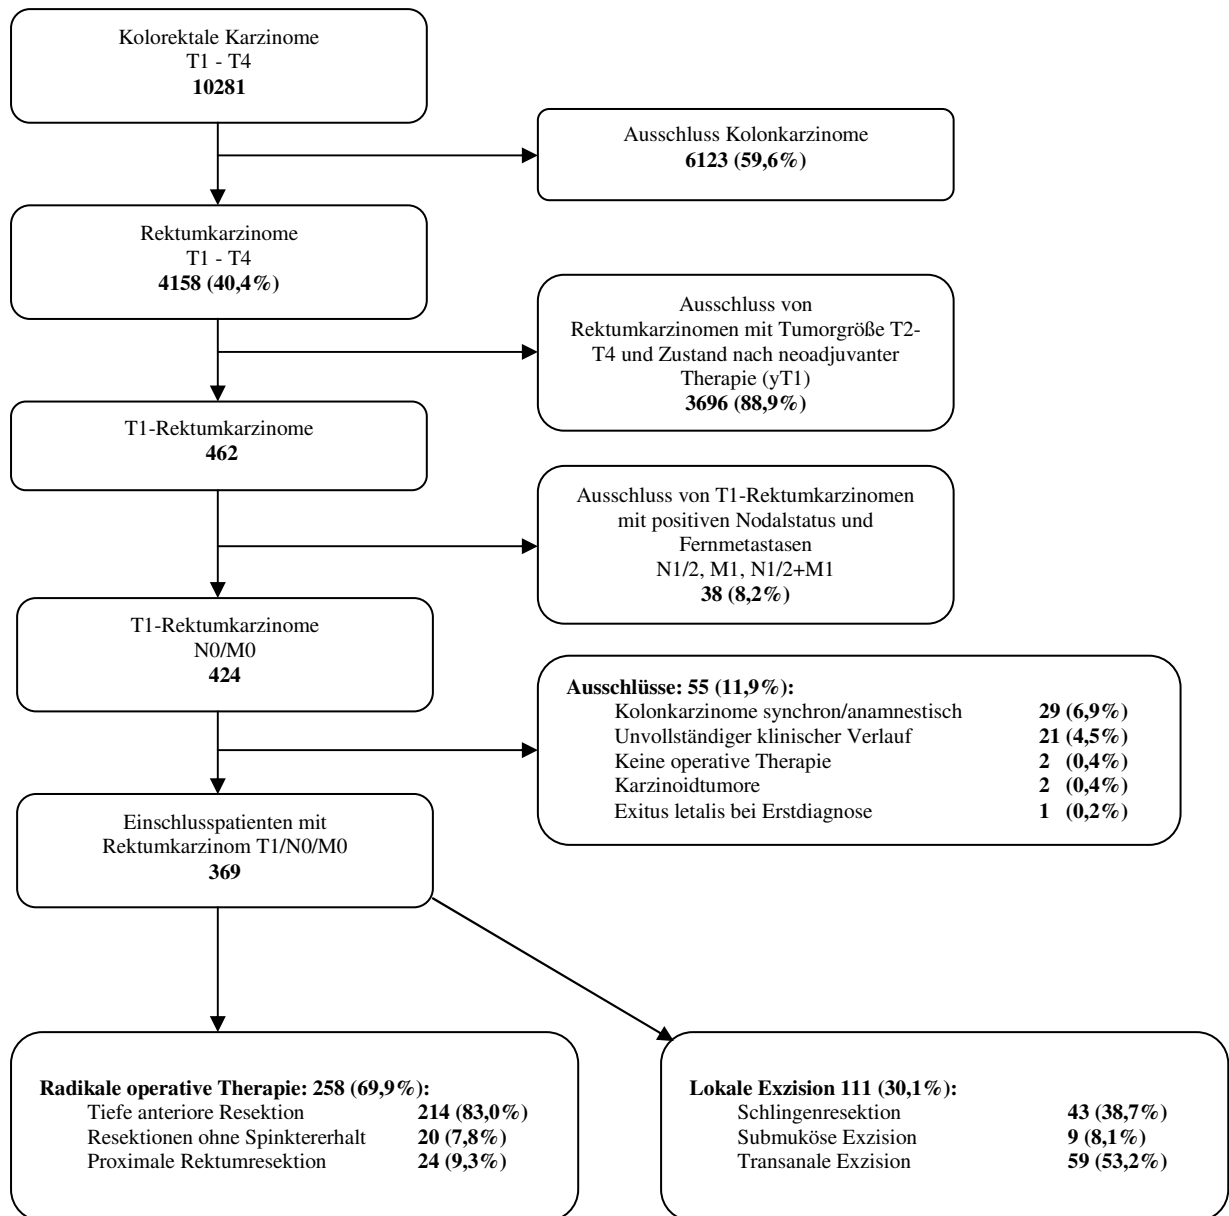 Kolorektale Karzinome
T1 - T4
10281
Ausschluss Kolonkarzinome
6123 (59,6%)
Rektumkarzinome
T1 - T4
4158 (40,4%)
Ausschluss von
Rektumkarzinomen mit Tumorgröße T2-
T4 und Zustand nach neoadjuvanter
Therapie (yT1)
3696 (88,9%)
T1-Rektumkarzinome
462
Ausschluss von T1-Rektumkarzinomen
mit positiven Nodalstatus und
Fernmetastasen
N1/2, M1, N1/2+M1
38 (8,2%)
T1-Rektumkarzinome
N0/M0
424
Ausschlüsse: 55 (11,9%):
Kolonkarzinome synchron/anamnestisch 29 (6,9%)
Unvollständiger klinischer Verlauf 21 (4,5%)
Keine operative Therapie 2 (0,4%)
Karzinoidtumore 2 (0,4%)
Exitus letalis bei Erstdiagnose 1 (0,2%)
Einschlusspatienten mit
Rektumkarzinom T1/N0/M0
369
Radikale operative Therapie: 258 (69,9%):
Tiefe anteriore Resektion 214 (83,0%)
Resektionen ohne Spinktererhalt 20 (7,8%)
Proximale Rektumresektion 24 (9,3%)
Lokale Exzision 111 (30,1%):
Schlingenresektion 43 (38,7%)
Submuköse Exzision 9 (8,1%)
Transanale Exzision 59 (53,2%)